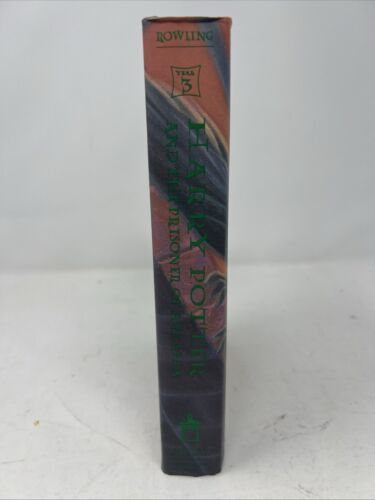 ROWLING
YEAR
3
HARRY POTTER
AND THE PRISONER OF AZKABAN